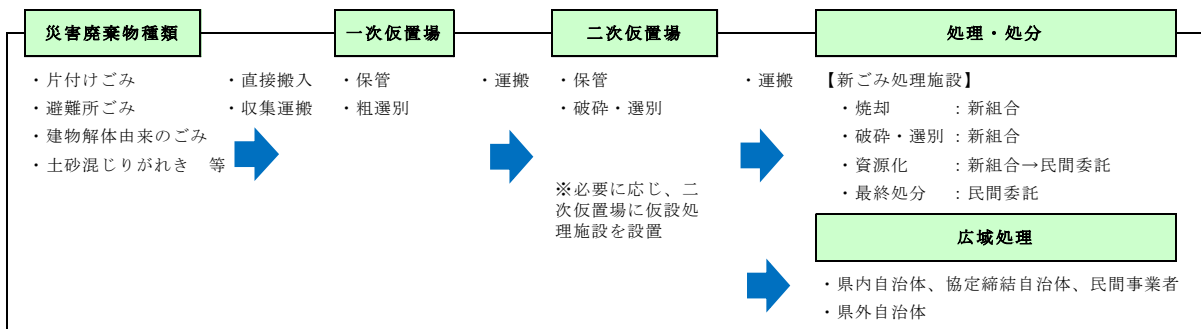 災害廃棄物種類
・片付けごみ
・避難所ごみ
・建物解体由来のごみ
・土砂混じりがれき　等
・直接搬入
・収集運搬
一次仮置場
・保管
・粗選別
・運搬
二次仮置場
・保管
・破砕・選別
※必要に応じ、二
次仮置場に仮設処
理施設を設置
・運搬
処理・処分
【新ごみ処理施設】
・焼却　　：新組合
・破砕・選別：新組合
・資源化　：新組合→民間委託
・最終処分：民間委託
広域処理
・県内自治体、協定締結自治体、民間事業者
・県外自治体